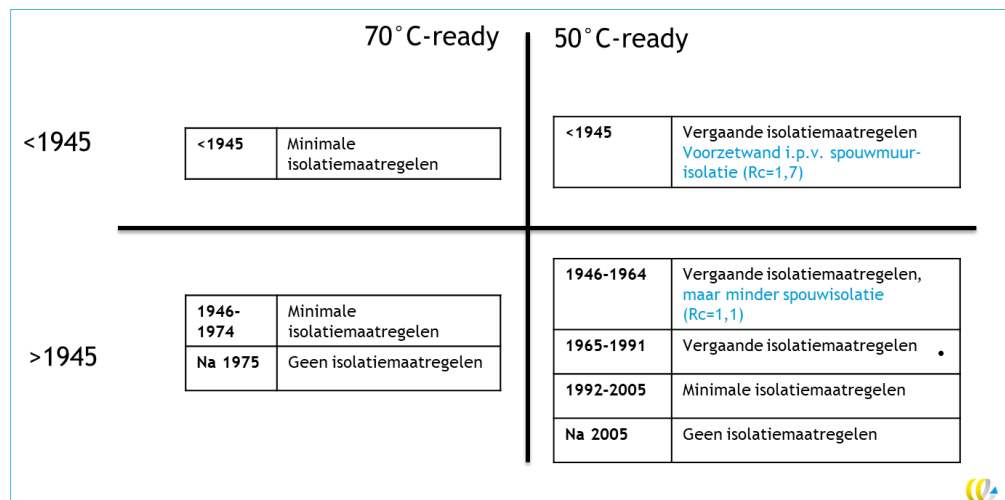 70°C-ready
50°C-ready
<1945
<1945
Minimale
isolatiemaatregelen
<1945
Vergaande isolatiemaatregelen
Voorzetwand i.p.v. spouwmuur-
isolatie (Rc=1,7)
>1945
1946-
1974
Minimale
isolatiemaatregelen
Na 1975
Geen isolatiemaatregelen
1946-1964
Vergaande isolatiemaatregelen,
maar minder spouwisolatie
(Rc=1,1)
1965-1991
Vergaande isolatiemaatregelen
1992-2005
Minimale isolatiemaatregelen
Na 2005
Geen isolatiemaatregelen